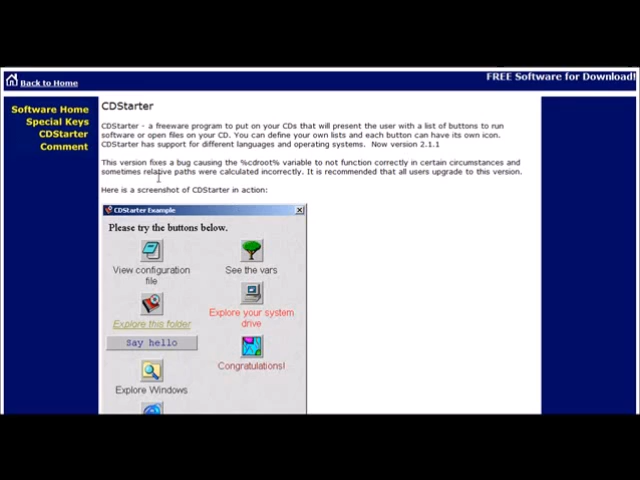 FREE Software for Download!
Back to Home
Software Home
Special Keys
CDStarter
Comment
CDStarter
CDStarter - a freeware program to put on your CDs that will present the user with a list of buttons to run
software or open files on your CD. You can define your own lists and each button can have its own icon.
CDStarter has support for different languages and operating systems. Now version 2.1.1
This version fixes a bug causing the %cdroot% variable to not function correctly in certain circumstances and
sometimes relative paths were calculated incorrectly. It is recommended that all users upgrade to this version.
Here is a screenshot of CDStarter in action:
CDStarter Example
Please try the buttons below.
View configuration
file
See the vars
Explore this folder
Explore your system
drive
Say hello
Congratulations!
Explore Windows